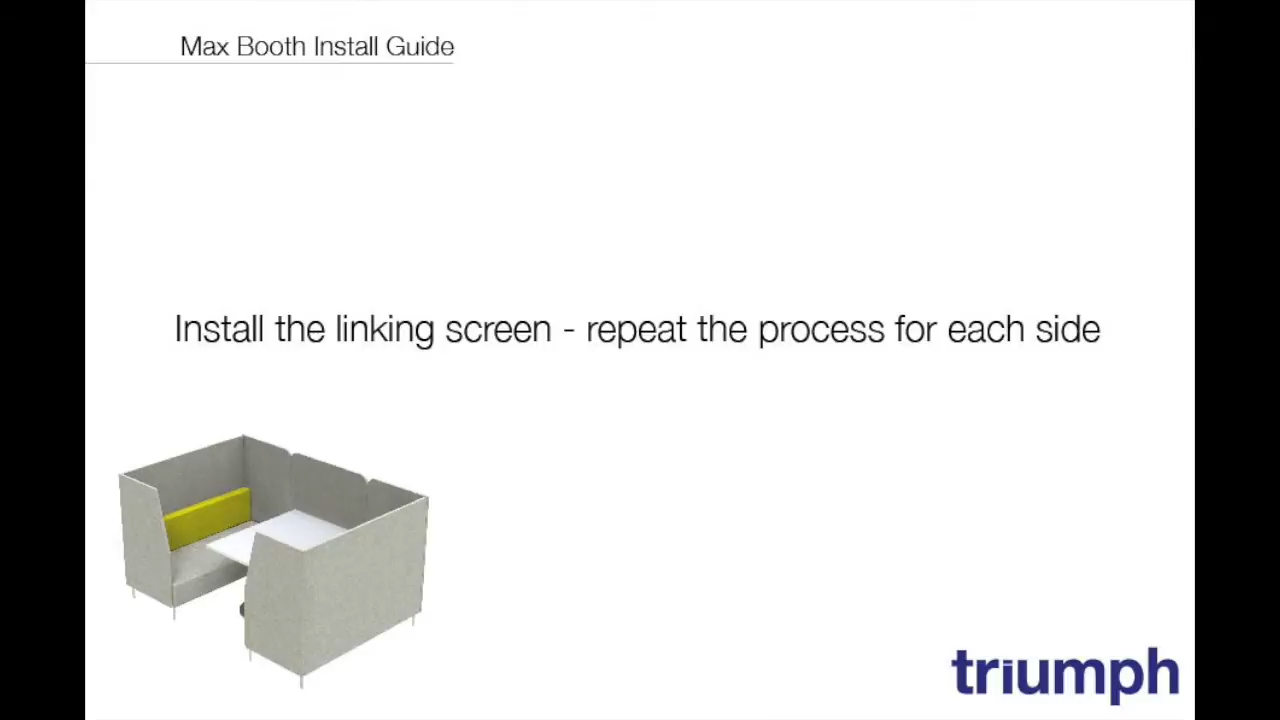 Max Booth Install Guide
Install the linking screen - repeat the process for each side
triumph